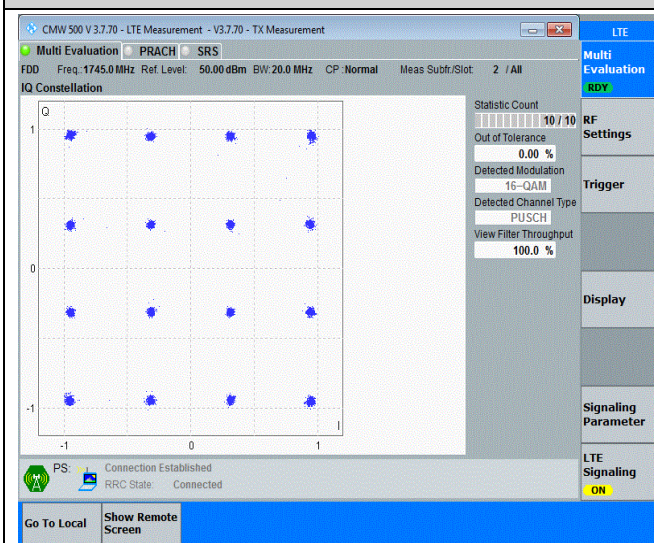 CMW 500 V 3.7.70 - LTE Measurement - V3.7.70 - TX Measurement
LTE
Multi Evaluation PRACH SRS
Multi
Evaluation
RDY
FDD Freq.:1745.0 MHz Ref. Level: 50.00 dBm BW:20.0 MHz CP :Normal Meas Subfr./Slot: 2 / All
IQ Constellation
Q
1
0
-1
I
-1 0 1
Statistic Count
10 / 10
Out of Tolerance
0.00 %
Detected Modulation
16-QAM
Detected Channel Type
PUSCH
View Filter Throughput
100.0 %
RF
Settings
Trigger
Display
Signaling
Parameter
LTE
Signaling
ON
PS: Connection Established
RRC State: Connected
Go To Local
Show Remote
Screen